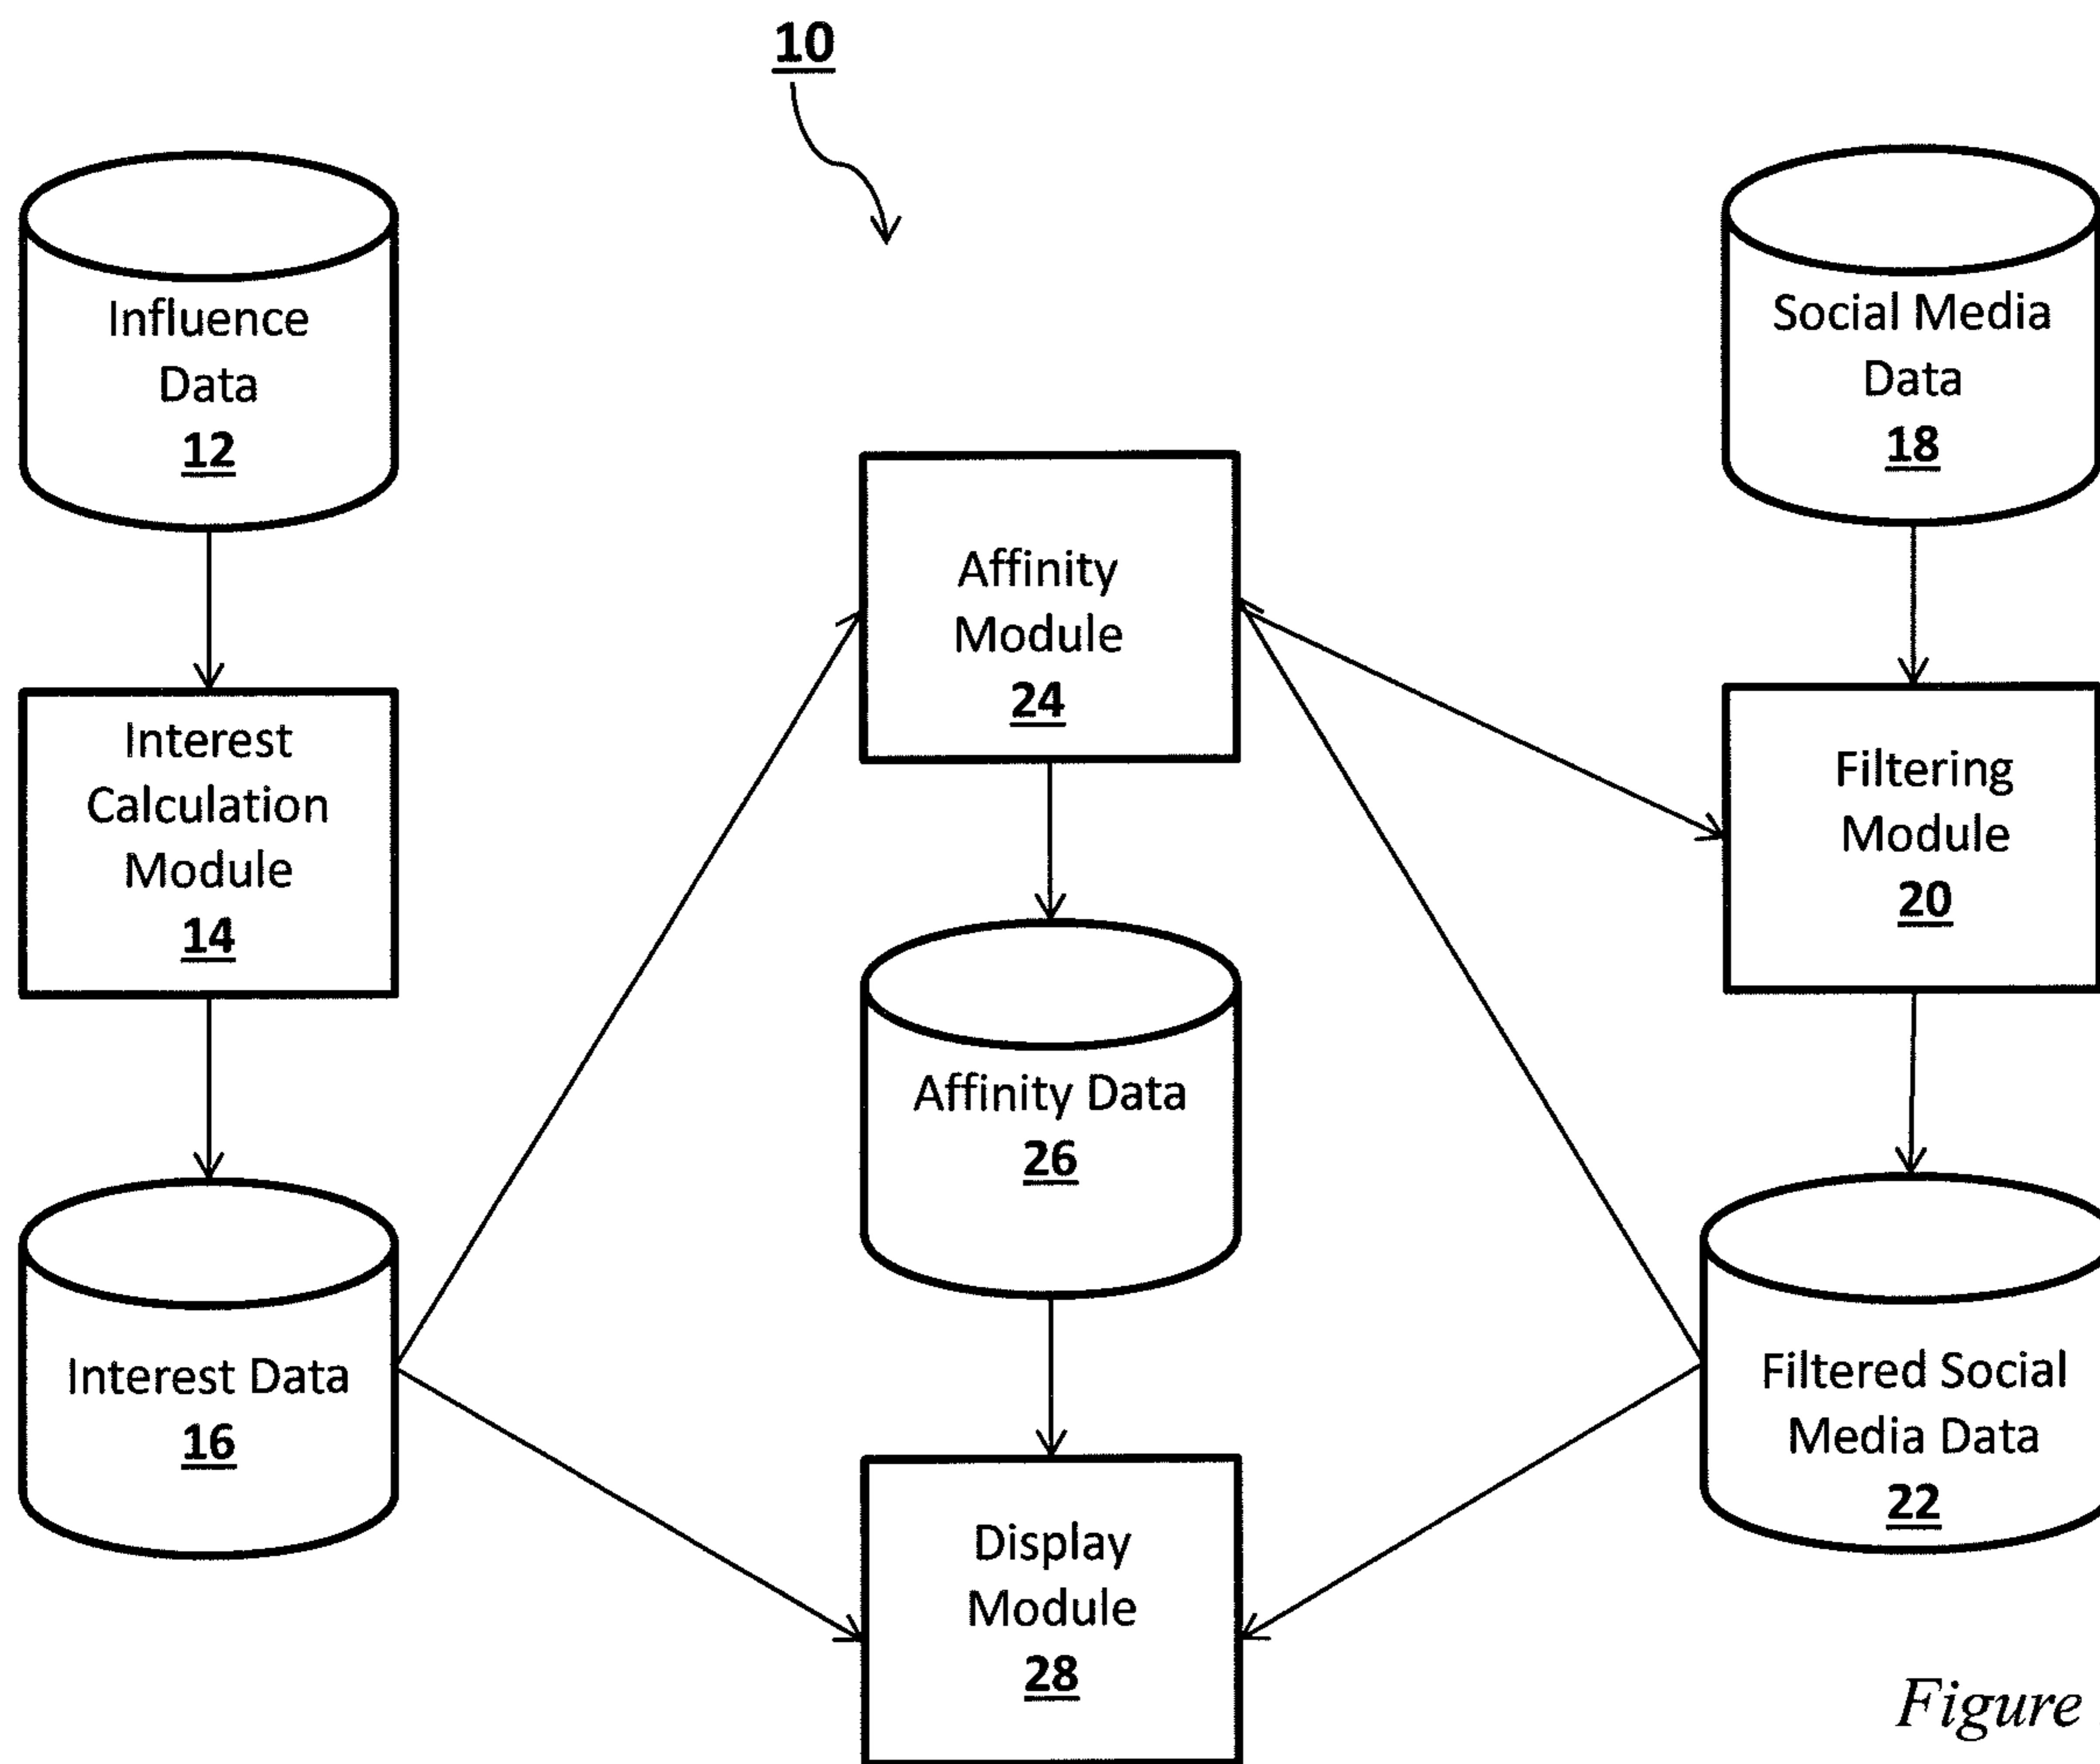 10
Influence
Data
12
Social Media
Data
18
Affinity
Module
24
Interest
Calculation
Module
14
Filtering
Module
20
Affinity Data
26
Interest Data
16
Filtered Social
Media Data
22
Display
Module
28
Figure